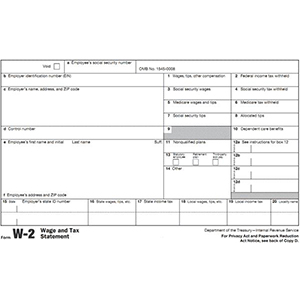 Void
a Employee's social security number
OMB No. 1545-0008
b Employer identification number (EIN)
1 Wages, tips, other compensation
2 Federal income tax withheld
c Employer's name, address, and ZIP code
3 Social security wages
4 Social security tax withheld
5 Medicare wages and tips
6 Medicare tax withheld
7 Social security tips
8 Allocated tips
d Control number
9
10 Dependent care benefits
e Employee's first name and initial Last name Suff.
11 Nonqualified plans
12a See instructions for box 12
13 Statutory employee Retirement plan Third-party sick pay
12b
14 Other
12c
12d
f Employee's address and ZIP code
15 State Employer's state ID number
16 State wages, tips, etc.
17 State income tax
18 Local wages, tips, etc.
19 Local income tax
20 Locality name
Form W-2 Wage and Tax Statement
Department of the Treasury—Internal Revenue Service
For Privacy Act and Paperwork Reduction
Act Notice, see back of Copy D.